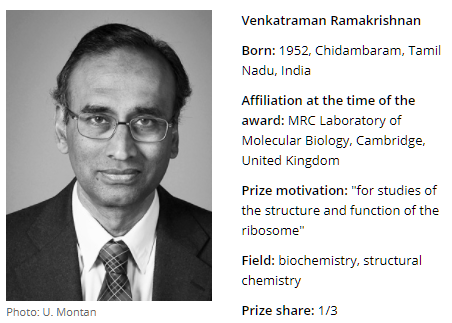 Venkatraman Ramakrishnan
Born: 1952, Chidambaram, Tamil
Nadu, India
Affiliation at the time of the
award: MRC Laboratory of
Molecular Biology, Cambridge,
United Kingdom
Prize motivation: "for studies of
the structure and function of the
ribosome"
Field: biochemistry, structural
chemistry
Prize share: 1/3
Photo: U. Montan